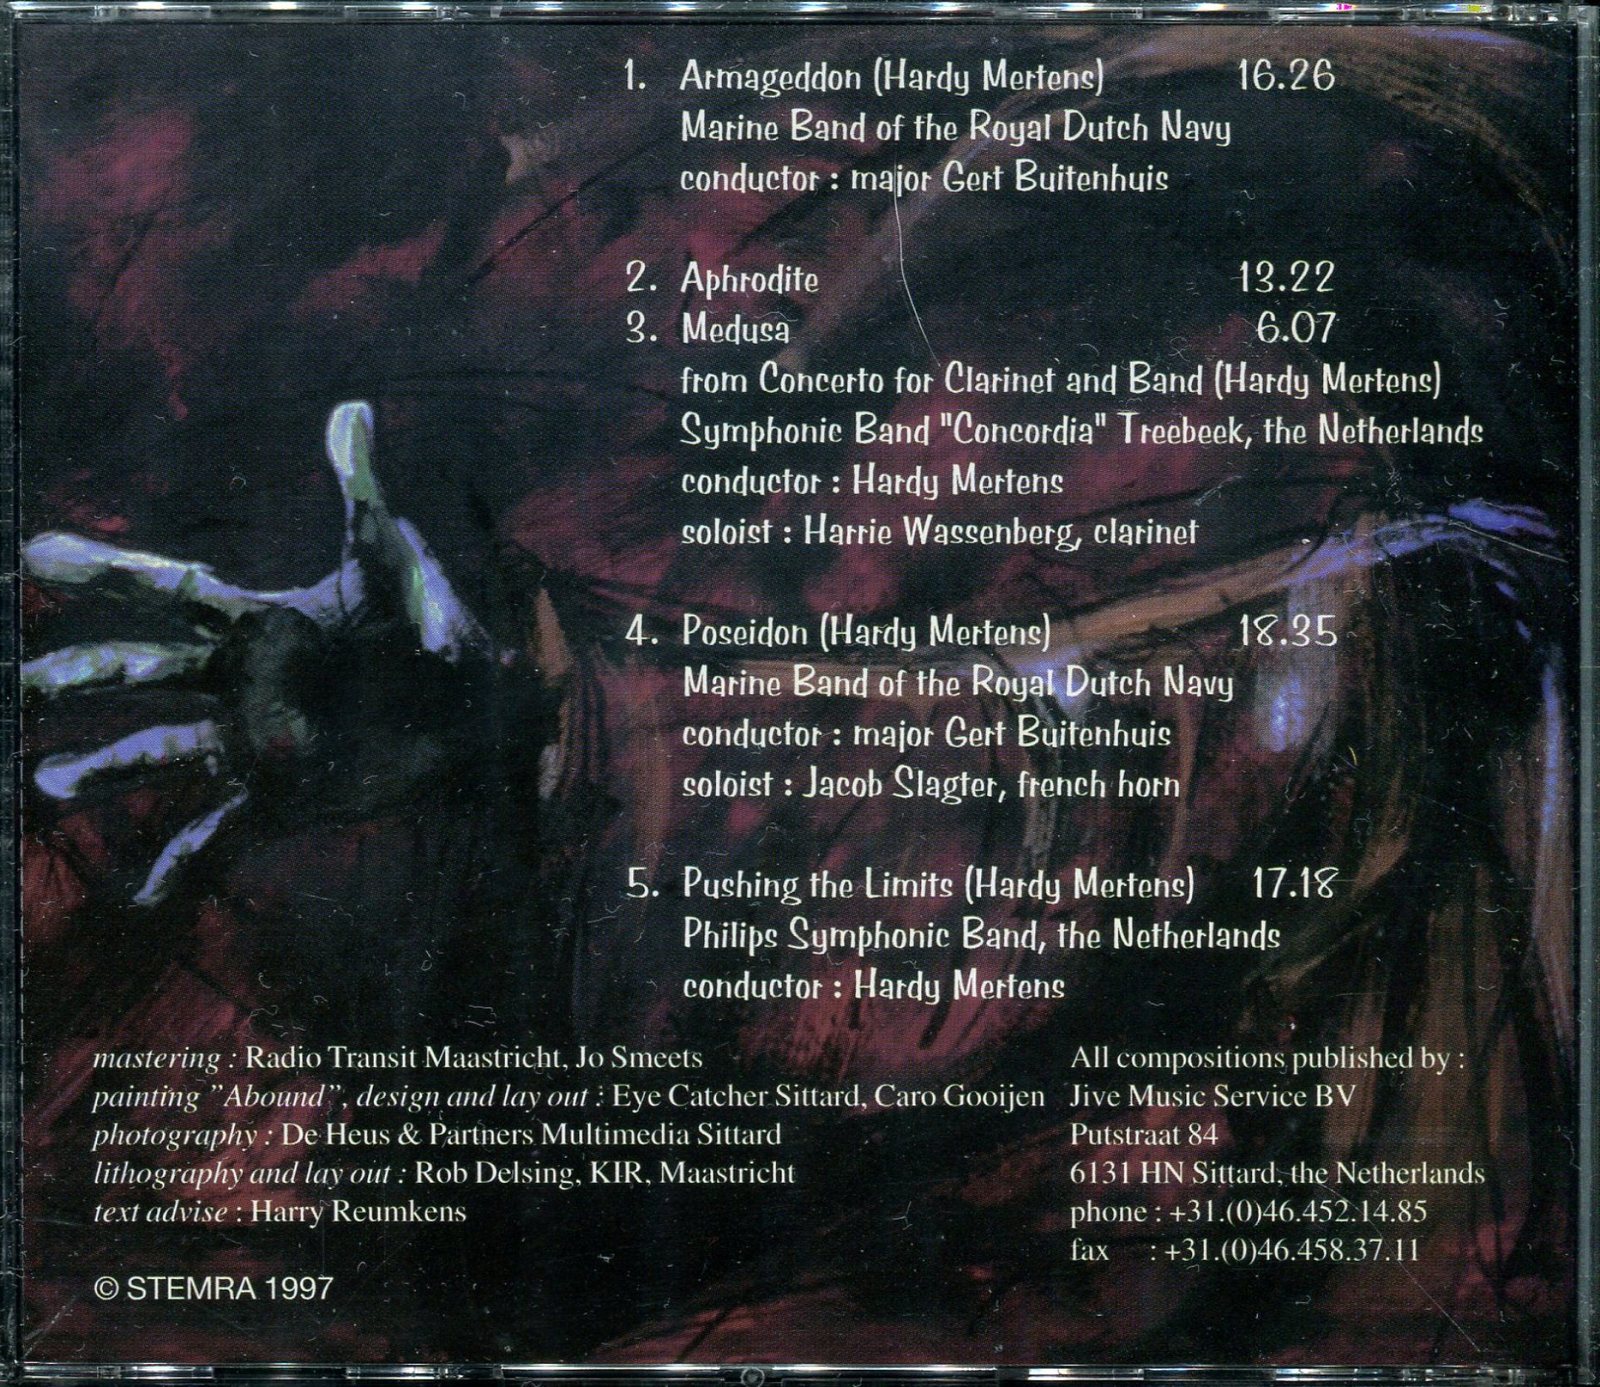 1. Armageddon (Hardy Mertens) 16.26
Marine Band of the Royal Dutch Navy
conductor : major Gert Buitenhuis
2. Aphrodite 13.22
3. Medusa 6.07
from Concerto for Clarinet and Band (Hardy Mertens)
Symphonic Band "Concordia" Treebeek, the Netherlands
conductor : Hardy Mertens
soloist : Harrie Wassenberg, clarinet
4. Poseidon (Hardy Mertens) 18.35
Marine Band of the Royal Dutch Navy
conductor : major Gert Buitenhuis
soloist : Jacob Slagter, french horn
5. Pushing the Limits (Hardy Mertens) 17.18
Philips Symphonic Band, the Netherlands
conductor : Hardy Mertens
mastering : Radio Transit Maastricht, Jo Smeets
painting "Abound", design and lay out : Eye Catcher Sittard, Caro Gooijen
photography : De Heus & Partners Multimedia Sittard
lithography and lay out : Rob Delsing, KIR, Maastricht
text advise : Harry Reumkens
© STEMRA 1997
All compositions published by :
Jive Music Service BV
Putstraat 84
6131 HN Sittard, the Netherlands
phone : +31.(0)46.452.14.85
fax : +31.(0)46.458.37.11